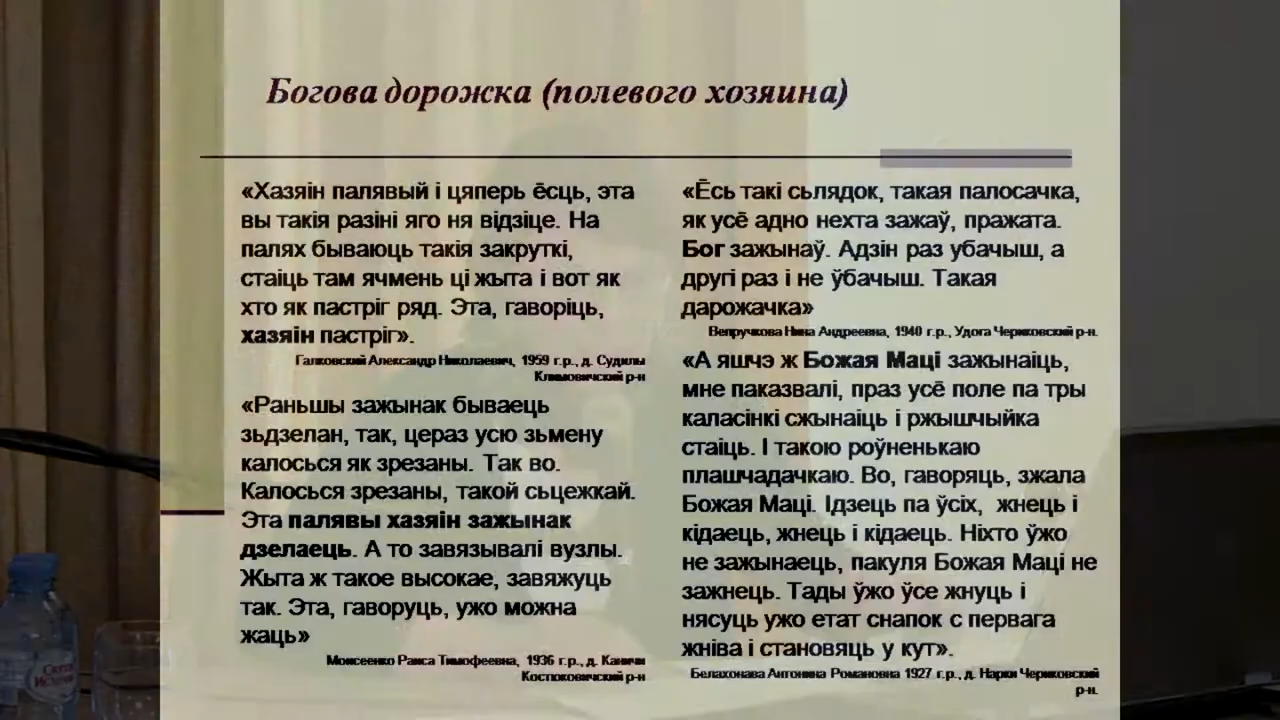 Богова дорожка (полевого хозяина)
«Хазяін палявый і цяперь ёсць, эта
вы такія разіні яго ня відзіце. На
палях бываюць такія закруткі,
стаіць там ячмень ці жыта і вот як
хто як пастріг ряд. Эта, гаворіць,
хазяін пастріг».
Галковский Александр Николаевич, 1959 г.р., д. Судилы
Климовичский р-н
«Раньшы зажынак бываець
зьдзелан, так, цераз усю зьмену
калосься як зрезаны. Так во.
Калосься зрезаны, такой сьцежкай.
Эта палявы хазяін зажынак
дзелаець. А то завязывалі вузлы.
Жыта ж такое высокае, завяжуць
так. Эта, гаворуць, ужо можна
жаць»
Моисеенко Раиса Тимофеевна, 1936 г.р., д. Каничи
Костюковичский р-н
«Ёсь такі сьлядок, такая палосачка,
як усё адно нехта зажаў, пражата.
Бог зажынаў. Адзін раз убачыш, а
другі раз і не ўбачыш. Такая
дарожачка»
Вепручкова Нина Андреевна, 1940 г.р., Удога Чериковский р-н.
«А яшчэ ж Божая Маці зажынаіць,
мне паказвалі, праз усё поле па тры
каласінкі сжынаіць і ржышчыйка
стаіць. І такою роўненькаю
плашчадачкаю. Во, гаворяць, зжала
Божая Маці. Ідзець па ўсіх, жнець і
кідаець, жнець і кідаець. Ніхто ўжо
не зажынаець, пакуля Божая Маці не
зажнець. Тады ўжо ўсе жнуць і
нясуць ужо етат снапок с первага
жніва і становяць у кут».
Белахонава Антонина Романовна 1927 г.р., д. Нарки Чериковский
р-н.
Святой
Источник